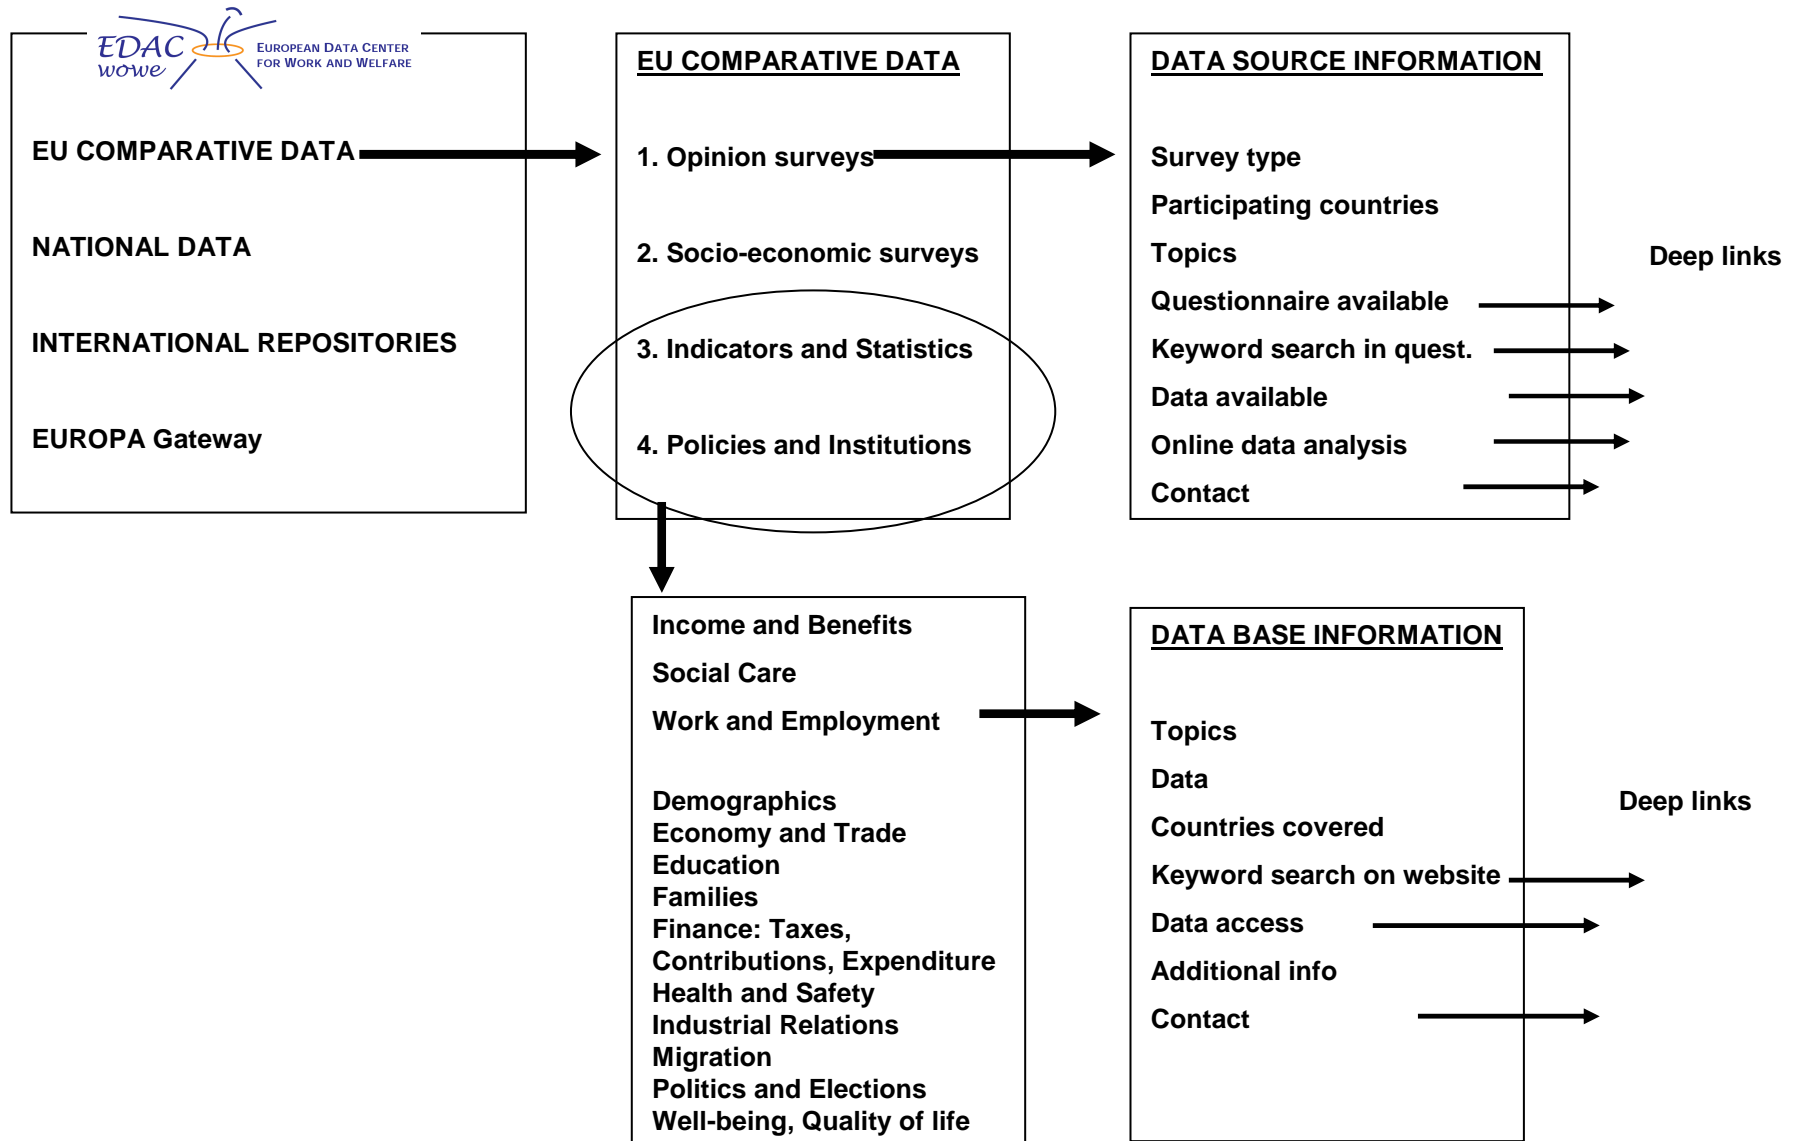 EDAC
wowe
EUROPEAN DATA CENTER
FOR WORK AND WELFARE
EU COMPARATIVE DATA
NATIONAL DATA
INTERNATIONAL REPOSITORIES
EUROPA Gateway
EU COMPARATIVE DATA
1. Opinion surveys
2. Socio-economic surveys
3. Indicators and Statistics
4. Policies and Institutions
DATA SOURCE INFORMATION
Survey type
Participating countries
Topics
Questionnaire available
Keyword search in quest.
Data available
Online data analysis
Contact
Deep links
Income and Benefits
Social Care
Work and Employment
Demographics
Economy and Trade
Education
Families
Finance: Taxes,
Contributions, Expenditure
Health and Safety
Industrial Relations
Migration
Politics and Elections
Well-being, Quality of life
DATA BASE INFORMATION
Topics
Data
Countries covered
Keyword search on website
Data access
Additional info
Contact
Deep links